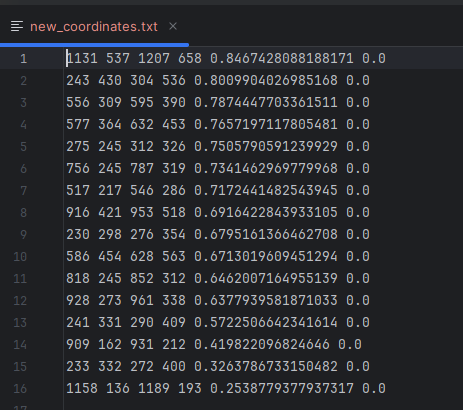 new_coordinates.txt
1 1131 537 1207 658 0.8467428088188171 0.0
2 243 430 304 536 0.8009904026985168 0.0
3 556 309 595 390 0.7874447703361511 0.0
4 577 364 632 453 0.7657197117805481 0.0
5 275 245 312 326 0.7505790591239929 0.0
6 756 245 787 319 0.7341462969779968 0.0
7 517 217 546 286 0.7172441482543945 0.0
8 916 421 953 518 0.6916422843933105 0.0
9 230 298 276 354 0.6795161366462708 0.0
10 586 454 628 563 0.6713019609451294 0.0
11 818 245 852 312 0.6462007164955139 0.0
12 928 273 961 338 0.6377939581871033 0.0
13 241 331 290 409 0.5722506642341614 0.0
14 909 162 931 212 0.419822096824646 0.0
15 233 332 272 400 0.3263786733150482 0.0
16 1158 136 1189 193 0.2538779377937317 0.0